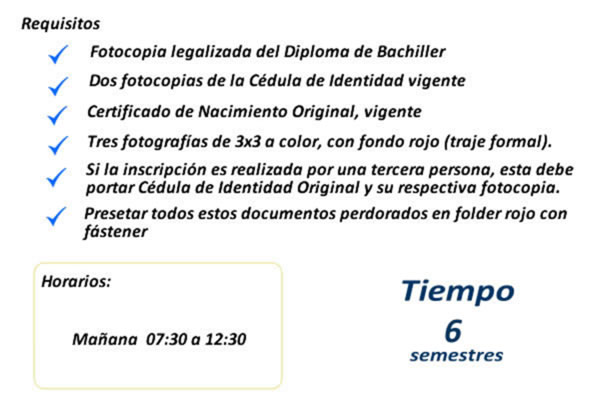 Requisitos
Fotocopia legalizada del Diploma de Bachiller
Dos fotocopias de la Cédula de Identidad vigente
Certificado de Nacimiento Original, vigente
Tres fotografías de 3x3 a color, con fondo rojo (traje formal).
Si la inscripción es realizada por una tercera persona, esta debe
portar Cédula de Identidad Original y su respectiva fotocopia.
Presetar todos estos documentos perdorados en folder rojo con
fástener
Horarios:
Mañana 07:30 a 12:30
Tiempo
6
semestres